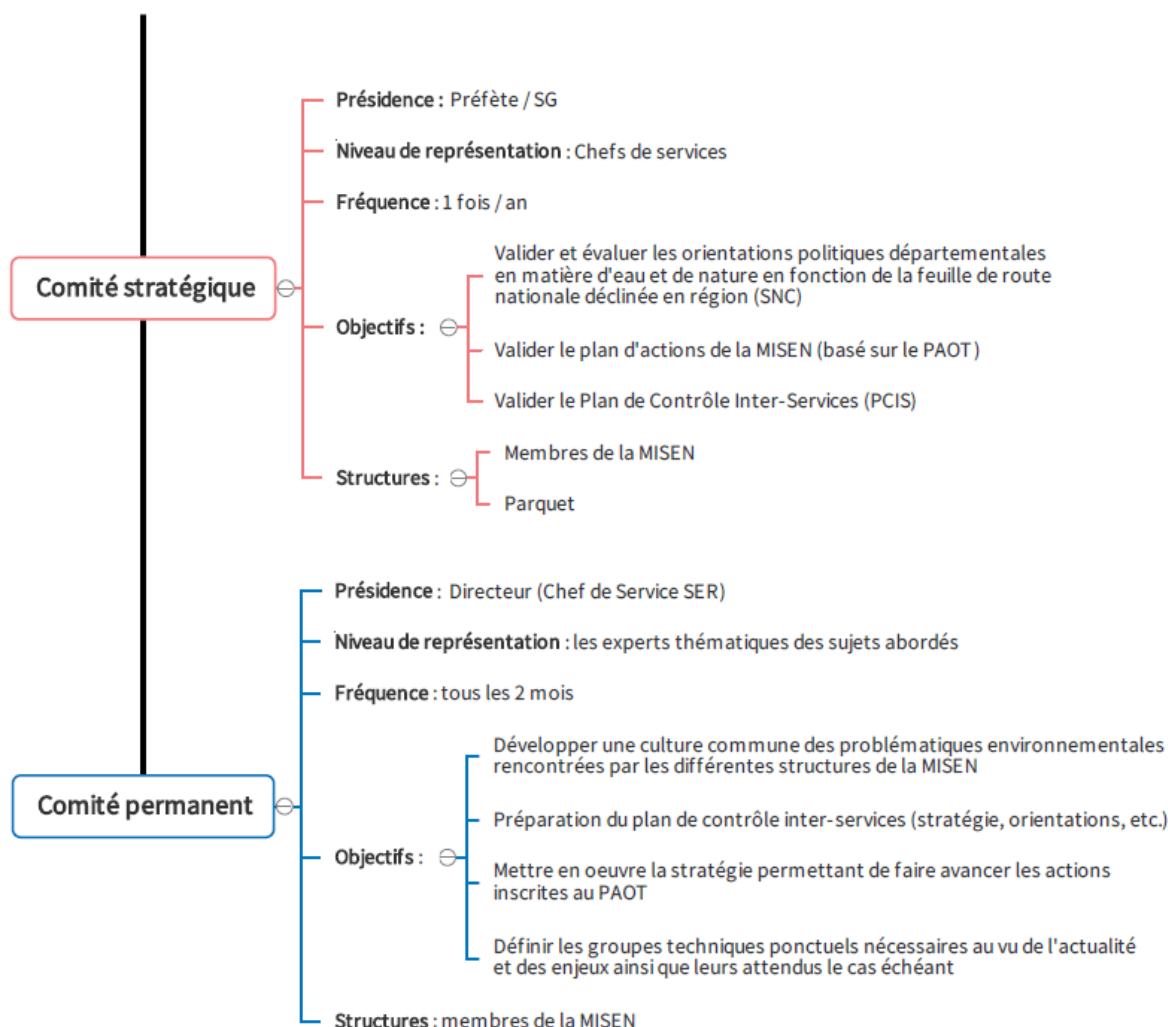 Présidence : Préfète / SG
Niveau de représentation : Chefs de services
Fréquence : 1 fois / an
Comité stratégique
Objectifs :
Valider et évaluer les orientations politiques départementales
en matière d'eau et de nature en fonction de la feuille de route
nationale déclinée en région (SNC)
Valider le plan d'actions de la MISEN (basé sur le PAOT)
Valider le Plan de Contrôle Inter-Services (PCIS)
Structures :
Membres de la MISEN
Parquet
Présidence : Directeur (Chef de Service SER)
Niveau de représentation : les experts thématiques des sujets abordés
Fréquence : tous les 2 mois
Comité permanent
Objectifs :
Développer une culture commune des problématiques environnementales
rencontrées par les différentes structures de la MISEN
Préparation du plan de contrôle inter-services (stratégie, orientations, etc.)
Mettre en oeuvre la stratégie permettant de faire avancer les actions
inscrites au PAOT
Définir les groupes techniques ponctuels nécessaires au vu de l'actualité
et des enjeux ainsi que leurs attendus le cas échéant
Structures : membres de la MISEN